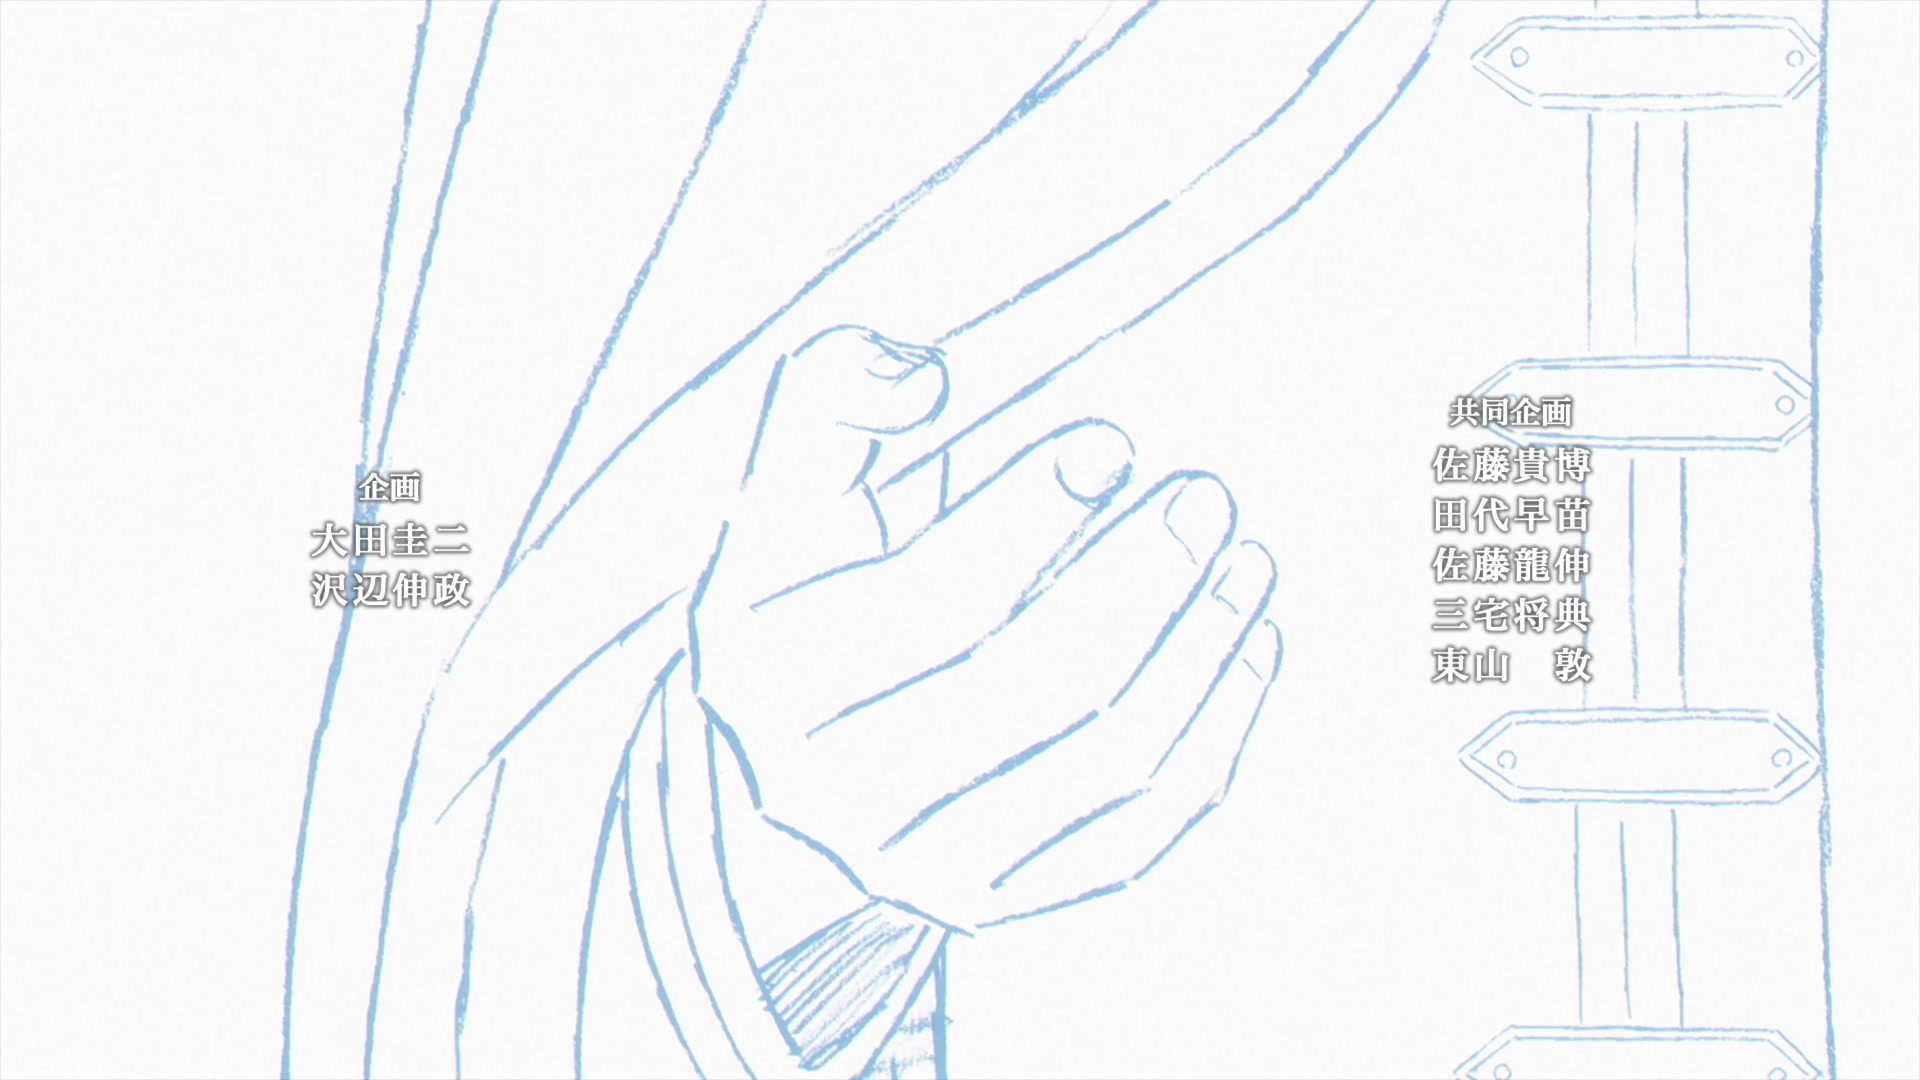 企画
大田圭二
沢辺伸政
共同企画
佐藤貴博
田代早苗
佐藤龍伸
三宅将典
東山　敦